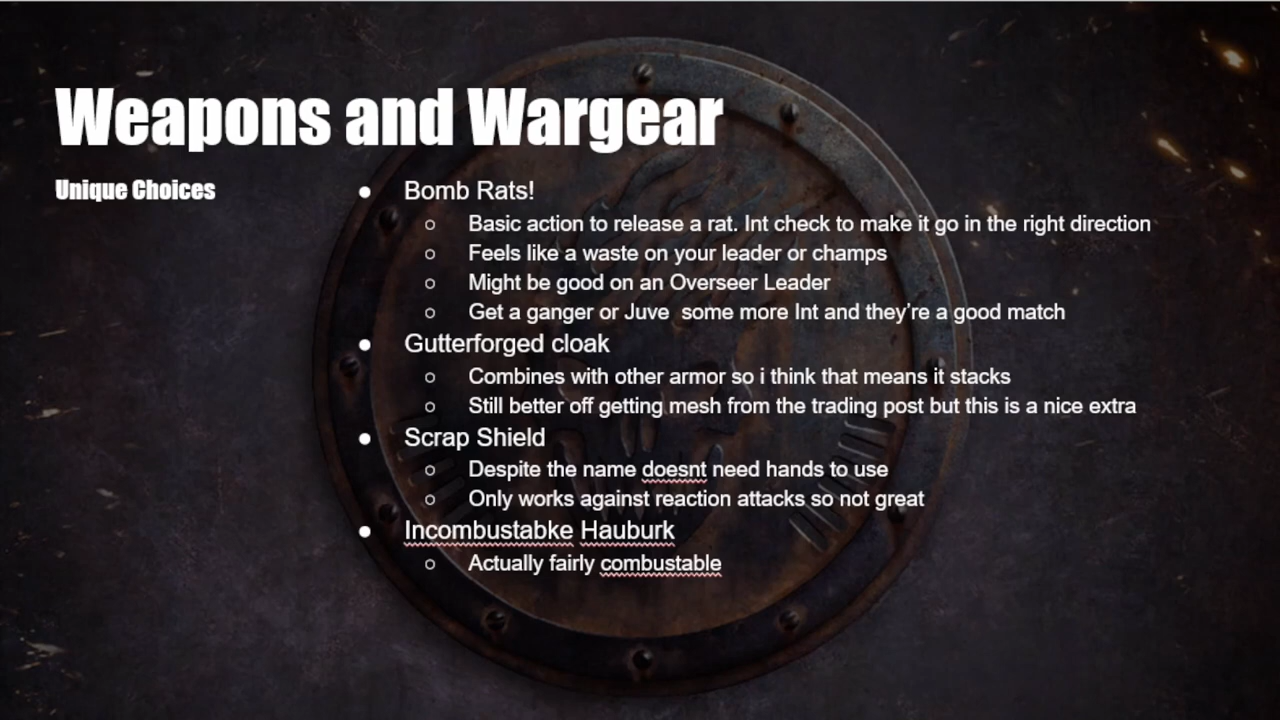 Weapons and Wargear
Unique Choices
● Bomb Rats!
○ Basic action to release a rat. Int check to make it go in the right direction
○ Feels like a waste on your leader or champs
○ Might be good on an Overseer Leader
○ Get a ganger or Juve  some more Int and they're a good match
● Gutterforged cloak
○ Combines with other armor so i think that means it stacks
○ Still better off getting mesh from the trading post but this is a nice extra
● Scrap Shield
○ Despite the name doesnt need hands to use
○ Only works against reaction attacks so not great
● Incombustabke Hauburk
○ Actually fairly combustable